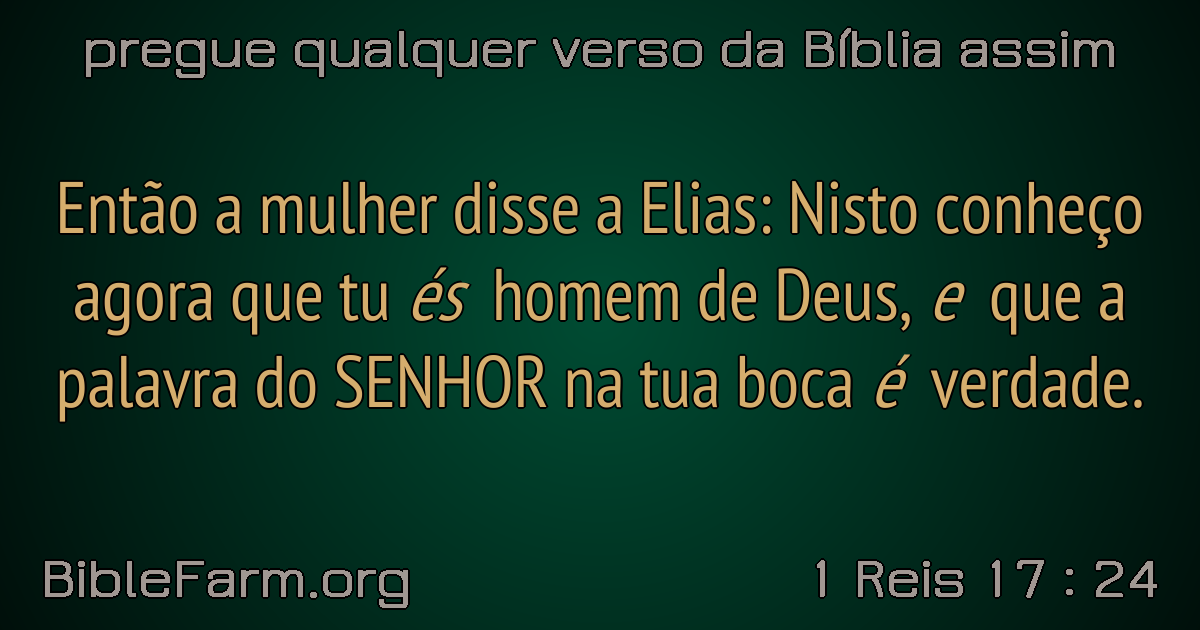 pregue qualquer verso da Bíblia assim
Então a mulher disse a Elias: Nisto conheço
agora que tu és homem de Deus, e que a
palavra do SENHOR na tua boca é verdade.
BibleFarm.org
1 Reis 17 : 24